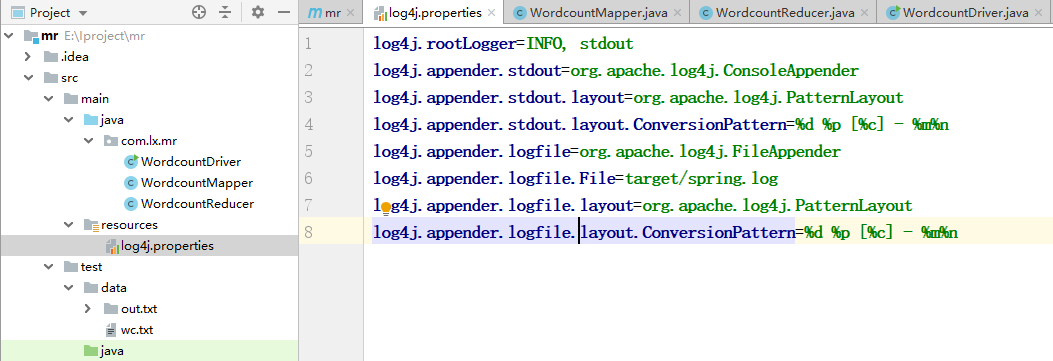 Project
mr
log4j.properties
WordcountMapper.java
WordcountReducer.java
WordcountDriver.java
mr E:\Iproject\mr
.idea
src
main
java
com.lx.mr
WordcountDriver
WordcountMapper
WordcountReducer
resources
log4j.properties
test
data
out.txt
wc.txt
java
1 log4j.rootLogger=INFO, stdout
2 log4j.appender.stdout=org.apache.log4j.ConsoleAppender
3 log4j.appender.stdout.layout=org.apache.log4j.PatternLayout
4 log4j.appender.stdout.layout.ConversionPattern=%d %p [%c] - %m%n
5 log4j.appender.logfile=org.apache.log4j.FileAppender
6 log4j.appender.logfile.File=target/spring.log
7 log4j.appender.logfile.layout=org.apache.log4j.PatternLayout
8 log4j.appender.logfile.layout.ConversionPattern=%d %p [%c] - %m%n